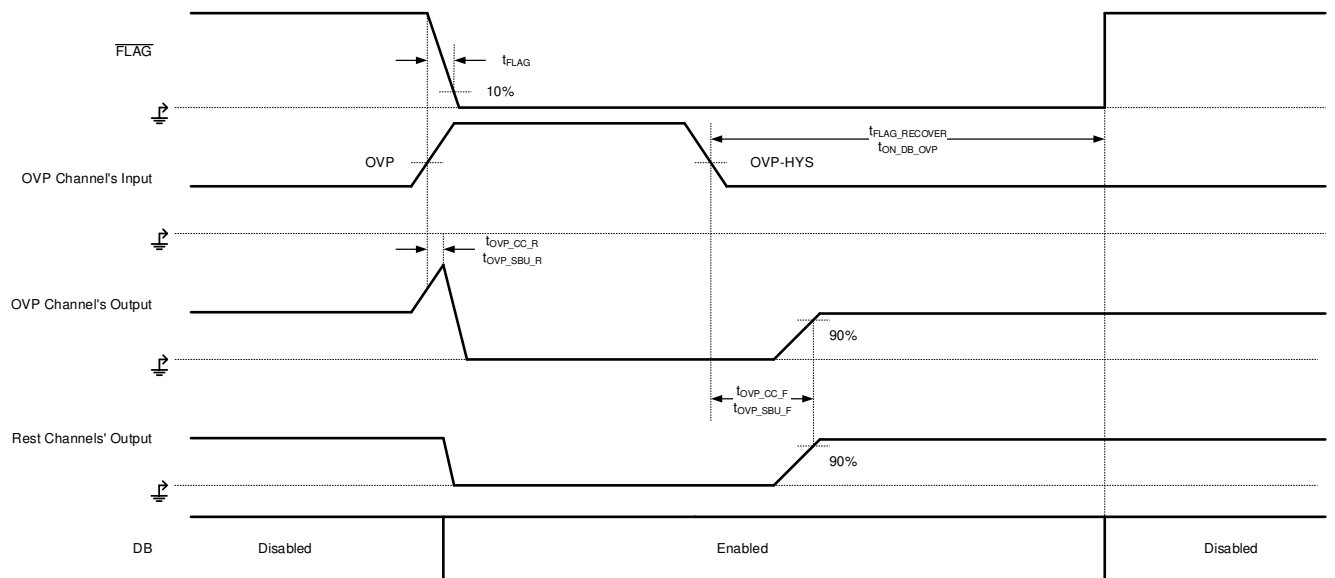 FLAG
tFLAG
10%
tFLAG_RECOVER
tON_DB_OVP
OVP
OVP-HYS
OVP Channel's Input
tOVP_CC_R
tOVP_SBU_R
OVP Channel's Output
90%
tOVP_CC_F
tOVP_SBU_F
Rest Channels' Output
90%
DB
Disabled
Enabled
Disabled